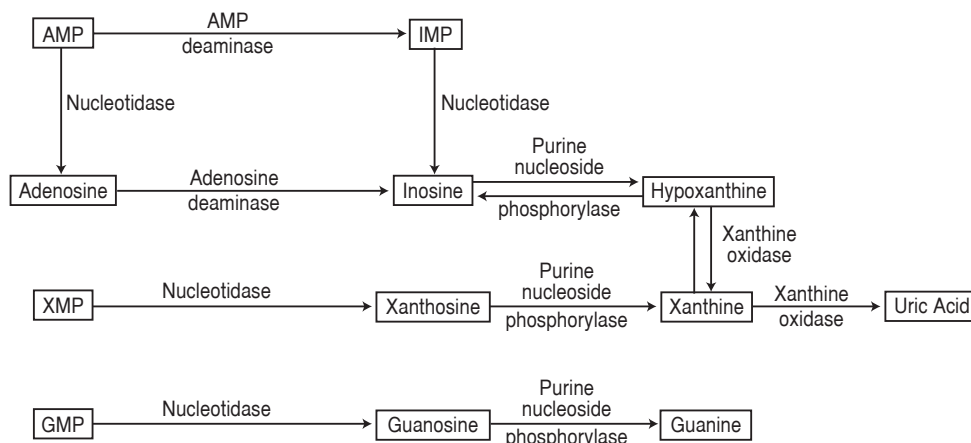 AMP
AMP
deaminase
IMP
Nucleotidase
Nucleotidase
Adenosine
Adenosine
deaminase
Inosine
Purine
nucleoside
phosphorylase
Hypoxanthine
Xanthine
oxidase
XMP
Nucleotidase
Xanthosine
Purine
nucleoside
phosphorylase
Xanthine
Xanthine
oxidase
Uric Acid
GMP
Nucleotidase
Guanosine
Purine
nucleoside
phosphorylase
Guanine